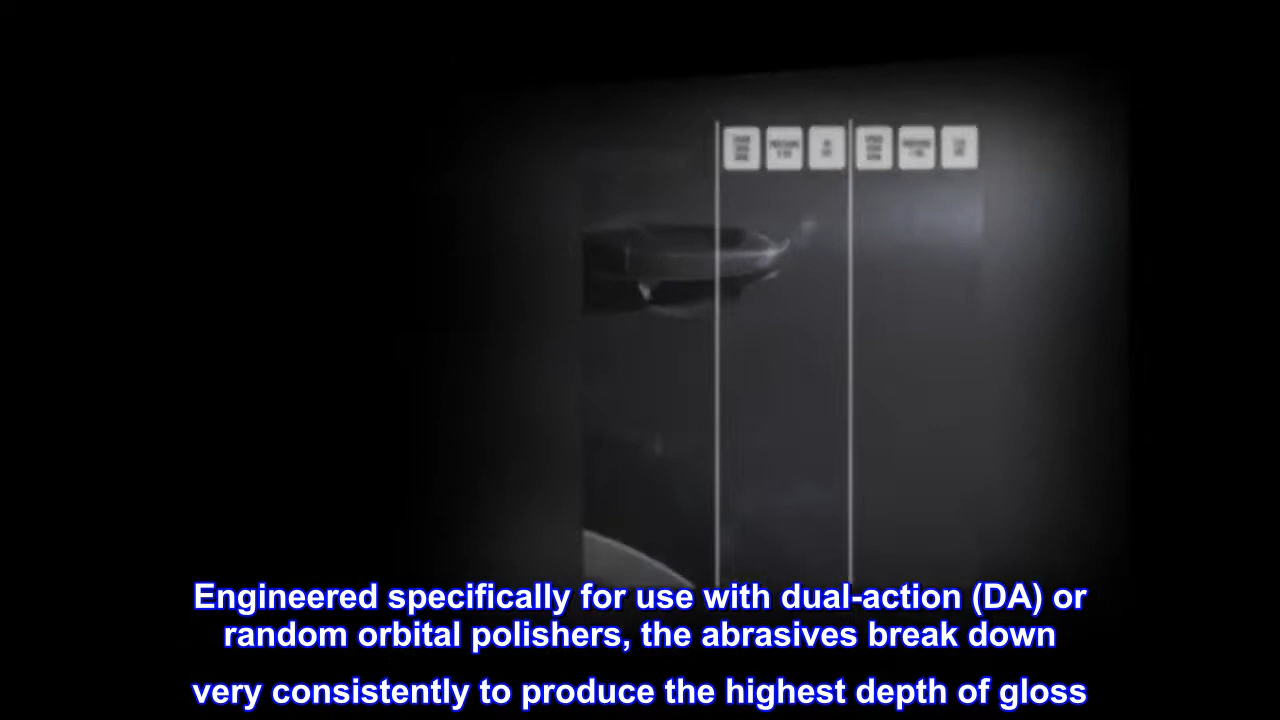 Engineered specifically for use with dual-action (DA) or
random orbital polishers, the abrasives break down
very consistently to produce the highest depth of gloss